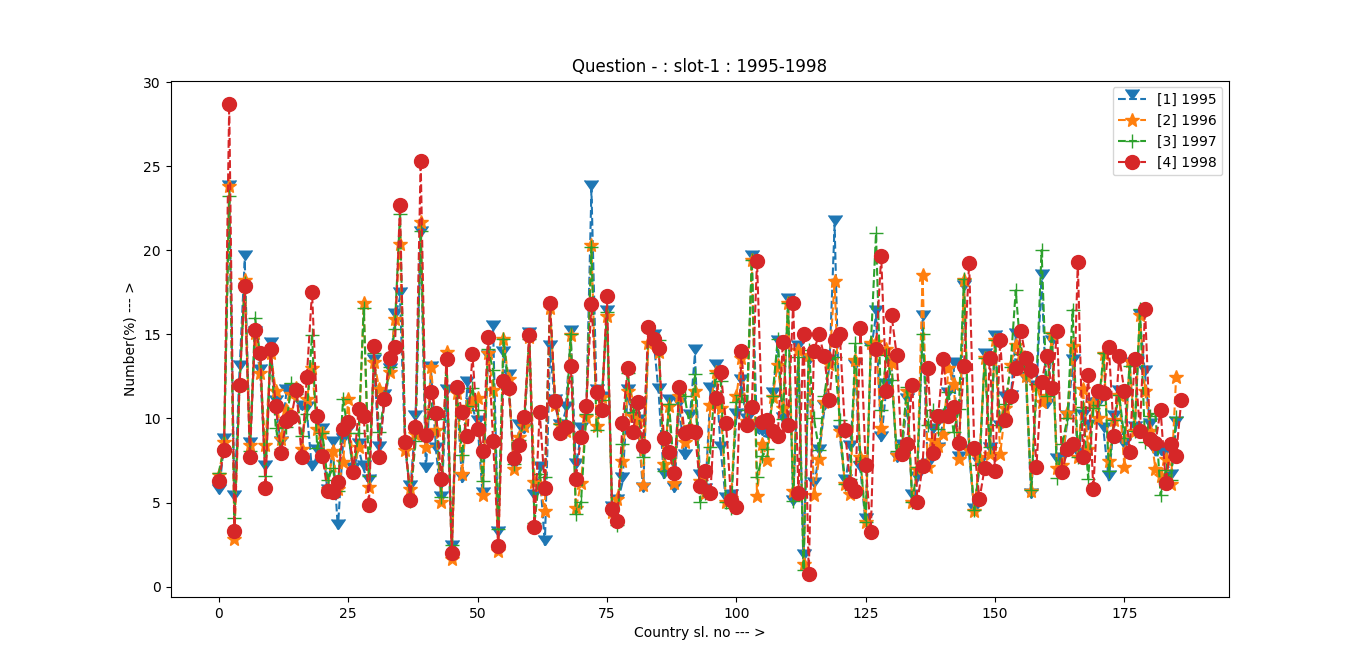 Question - : slot-1 : 1995-1998
Number(%) --- >
30
25
20
15
10
5
0
[1] 1995
[2] 1996
[3] 1997
[4] 1998
0 25 50 75 100 125 150 175
Country sl. no --- >